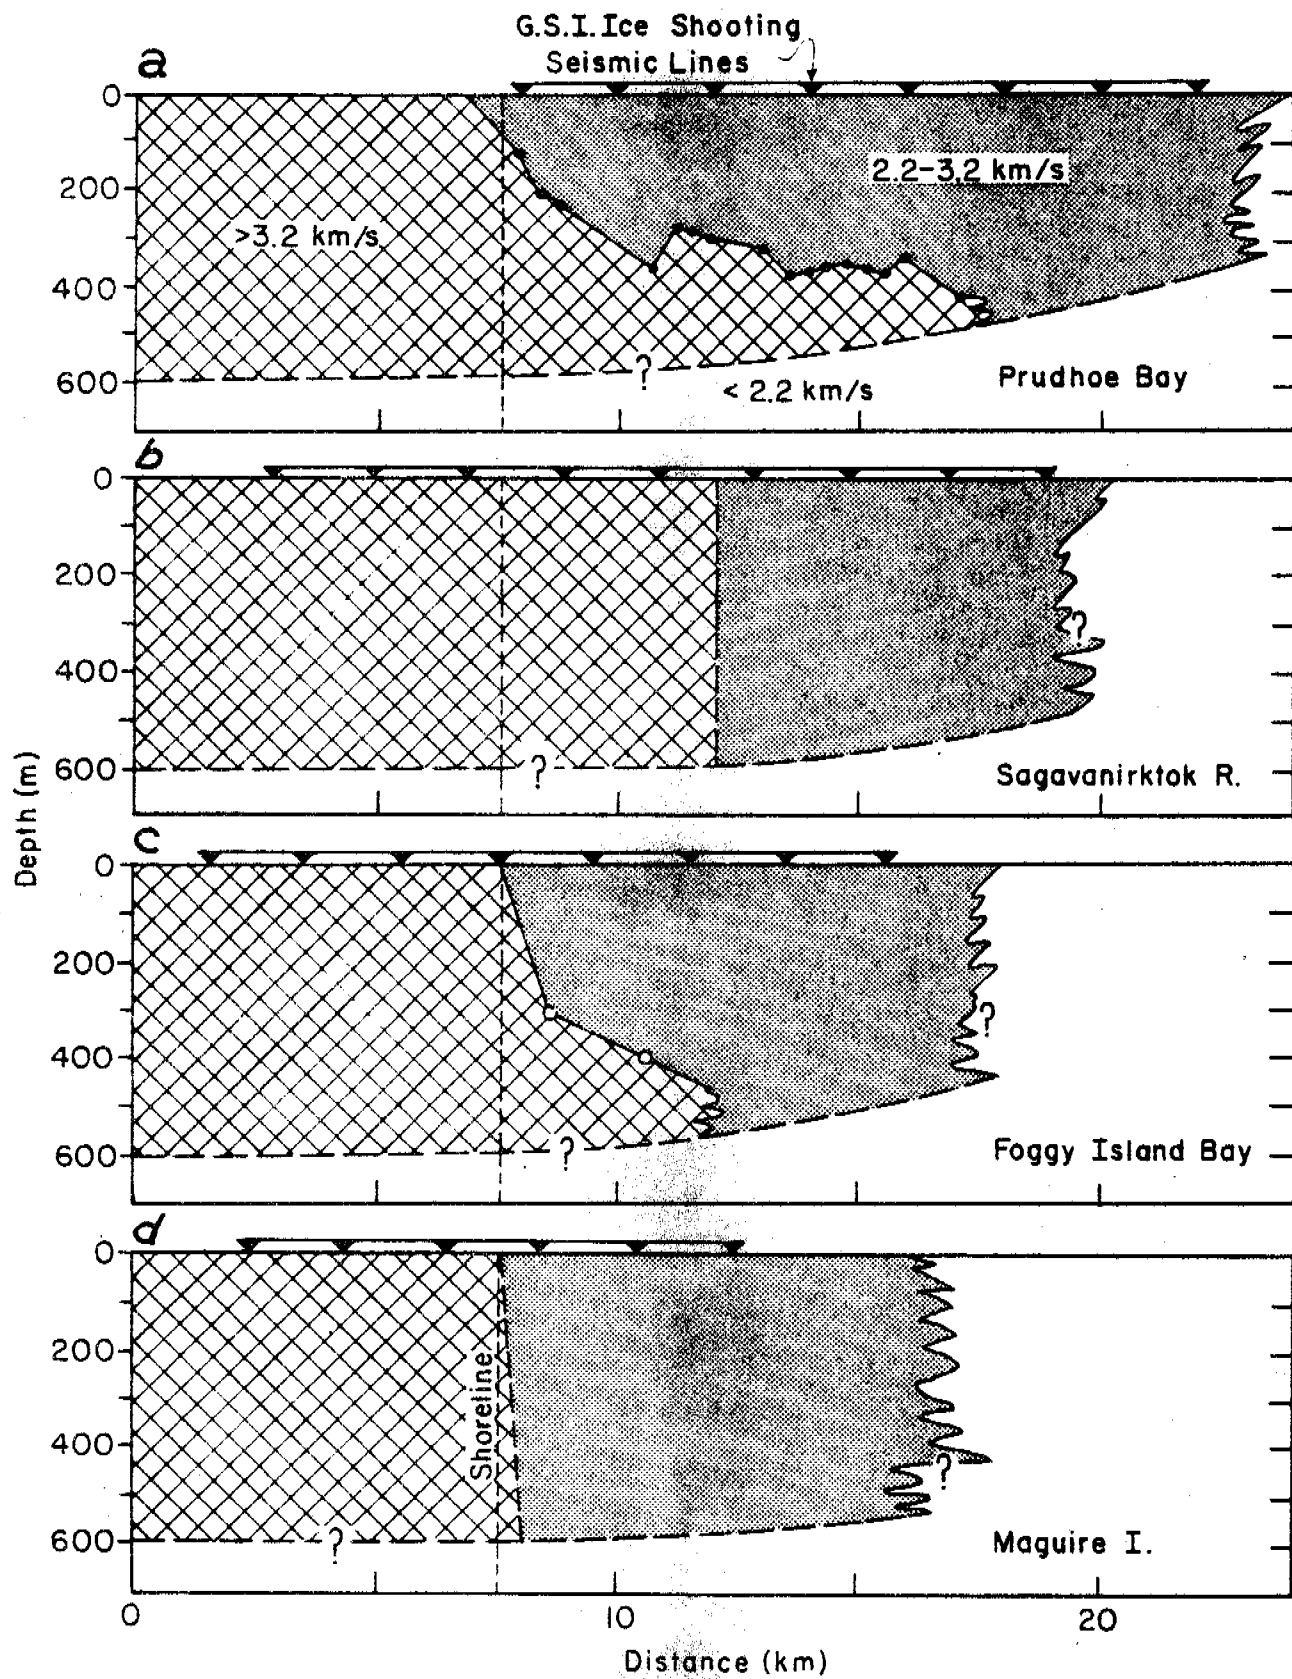 G.S.I. Ice Shooting
Seismic Lines
a
0
200
400
600
>3.2 km/s
2.2-3.2 km/s
?
< 2.2 km/s
Prudhoe Bay
b
0
200
400
600
?
?
Sagavanirktok R.
Depth (m)
c
0
200
400
600
?
?
Foggy Island Bay
d
0
200
400
600
Shoreline
?
?
Maguire I.
0
10
20
Distance (km)